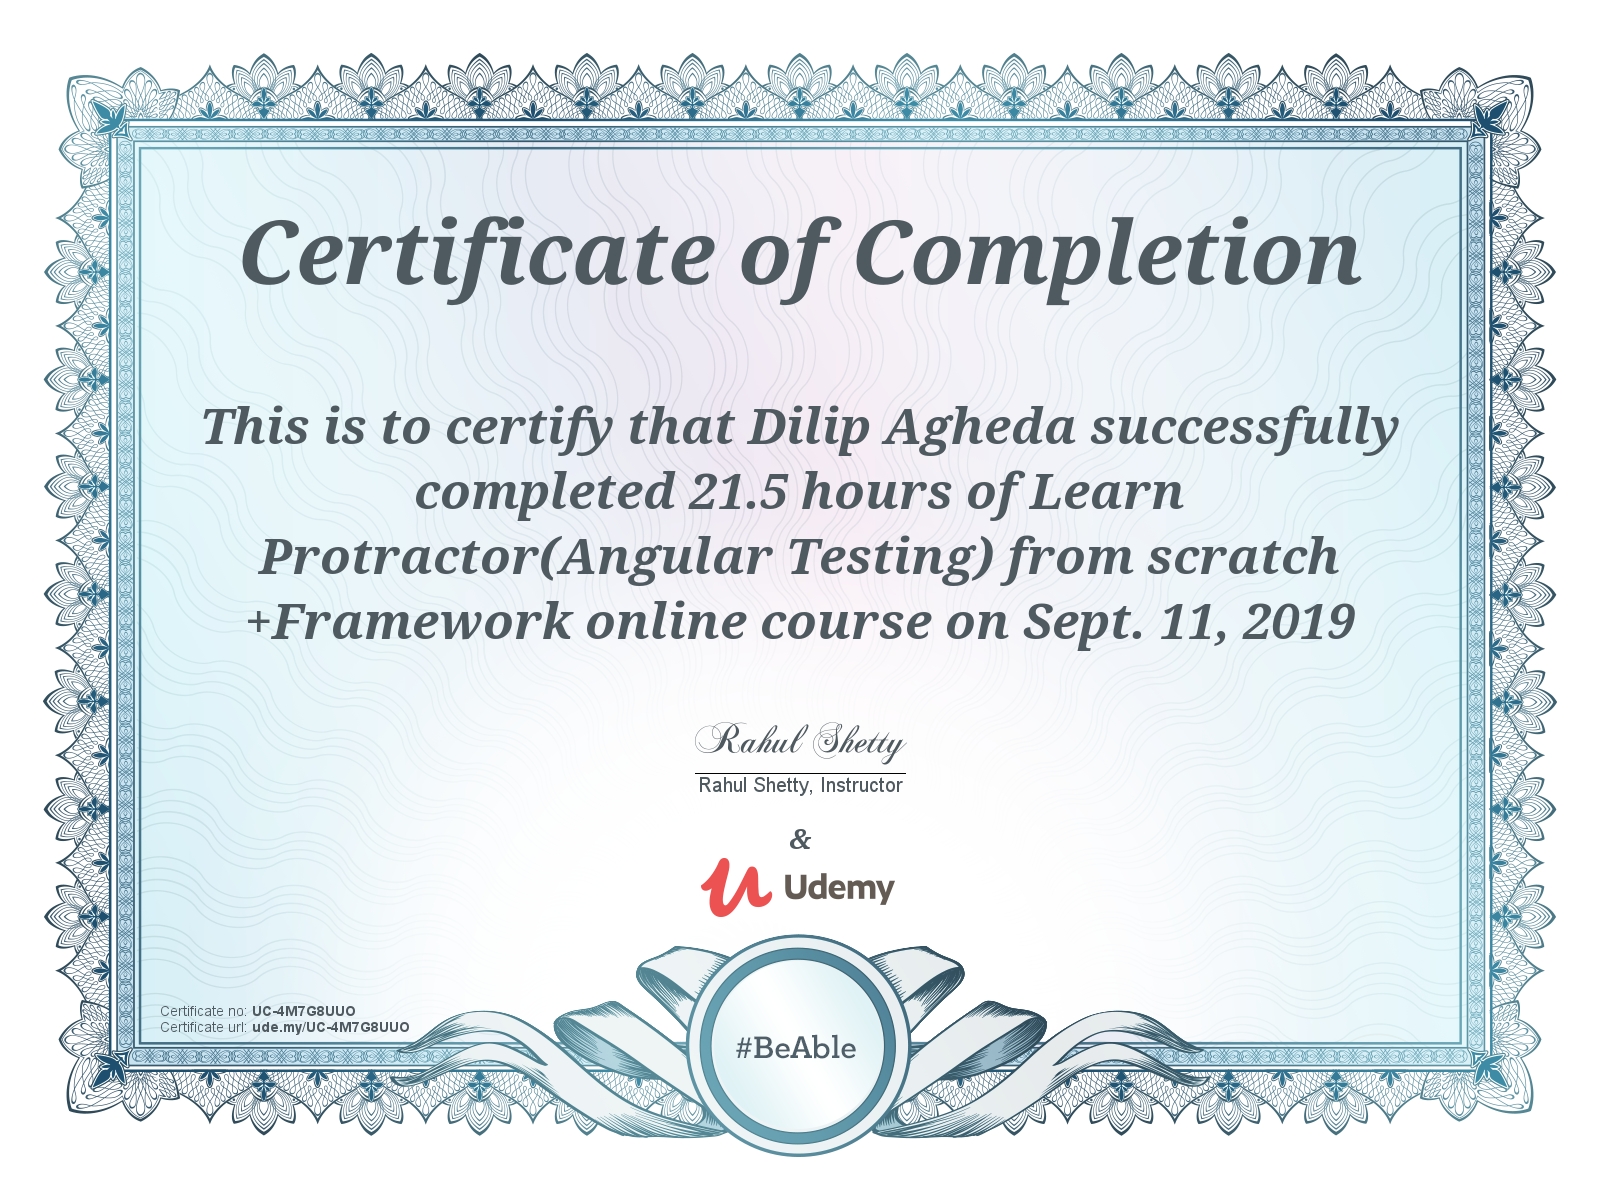 Certificate of Completion
This is to certify that Dilip Agheda successfully
completed 21.5 hours of Learn
Protractor(Angular Testing) from scratch
+Framework online course on Sept. 11, 2019
Rahul Shetty
Rahul Shetty, Instructor
&
Udemy
Certificate no: UC-4M7G8UUO
Certificate url: ude.my/UC-4M7G8UUO
#BeAble